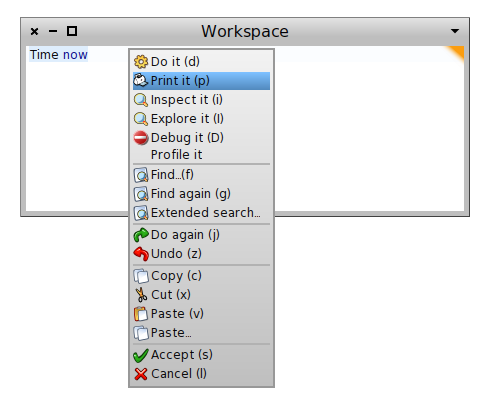 Workspace
Time now
Do it (d)
Print it (p)
Inspect it (i)
Explore it (I)
Debug it (D)
Profile it
Find...(f)
Find again (g)
Extended search...
Do again (j)
Undo (z)
Copy (c)
Cut (x)
Paste (v)
Paste...
Accept (s)
Cancel (l)